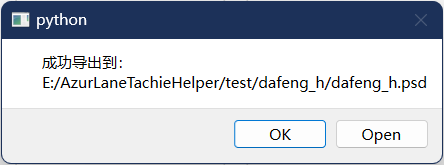 python
成功导出到：
E:/AzurLaneTachieHelper/test/dafeng_h/dafeng_h.psd
OK
Open